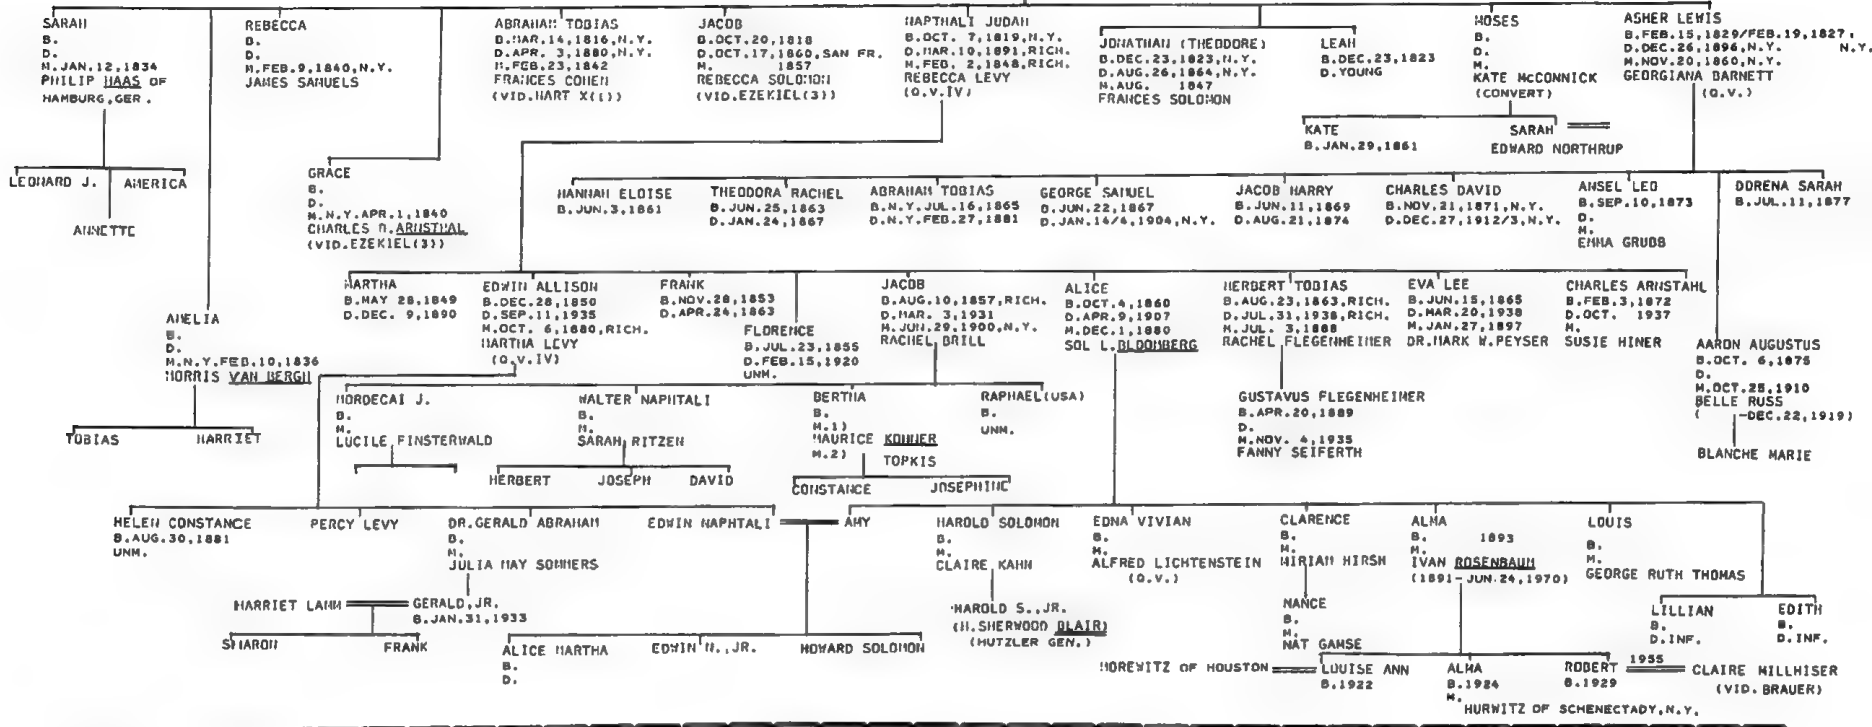 SARAH
B.
D.
M.JAN.12,1834
PHILIP HAAS OF
HAMBURG,GER.
REBECCA
B.
D.
M.FEB.9,1840,N.Y.
JAMES SAMUELS
ABRAHAM TOBIAS
B.MAR.14,1816,N.Y.
D.APR. 3,1880,N.Y.
M.FEB.23,1842
FRANCES COHEN
(VID.HART X(1))
JACOB
B.OCT.20,1818
D.OCT.17,1860,SAN FR.
M. 1857
REBECCA SOLOMON
(VID.EZEKIEL(3))
NAPTHALI JUDAH
B.OCT. 7,1819,N.Y.
D.MAR.10,1891,RICH.
M.FEB. 2,1848,RICH.
REBECCA LEVY
(Q.V.IV)
JONATHAN (THEODORE)
B.DEC.23,1823,N.Y.
D.AUG.26,1864,N.Y.
M.AUG. 1847
FRANCES SOLOMON
LEAH
B.DEC.23,1823
D.YOUNG
MOSES
B.
D.
M.
KATE McCONNICK
(CONVERT)
ASHER LEWIS
B.FEB.15,1829/FEB.19,1827,
N.Y.
D.DEC.26,1896,N.Y. N.Y.
M.NOV.20,1860,N.Y.
GEORGIANA BARNETT
(Q.V.)
KATE
B.JAN.29,1861
SARAH
EDWARD NORTHRUP
LEONARD J.
AMERICA
ANNETTE
GRACE
B.
D.
M.N.Y.APR.1,1840
CHARLES D.ARNSTHAL
(VID.EZEKIEL(3))
HANNAH ELOISE
B.JUN.3,1861
THEODORA RACHEL
B.JUN.25,1863
D.JAN.24,1867
ABRAHAM TOBIAS
B.N.Y.JUL.16,1865
D.N.Y.FEB.27,1881
GEORGE SAMUEL
B.JUN.22,1867
D.JAN.14/4,1904,N.Y.
JACOB HARRY
B.JUN.11,1869
D.AUG.21,1874
CHARLES DAVID
B.NOV.21,1871,N.Y.
D.DEC.27,1912/3,N.Y.
ANSEL LEO
B.SEP.10,1873
D.
M.
EMMA GRUBB
DORENA SARAH
B.JUL.11,1877
MARTHA
B.MAY 28,1849
D.DEC. 9,1890
EDWIN ALLISON
B.DEC.28,1850
D.SEP.11,1935
M.OCT. 6,1880,RICH.
MARTHA LEVY
(Q.V.IV)
FRANK
B.NOV.28,1853
D.APR.24,1863
FLORENCE
B.JUL.23,1855
D.FEB.15,1920
UNM.
JACOB
B.AUG.10,1857,RICH.
D.MAR. 3,1931
M.JUN.29,1900,N.Y.
RACHEL BRILL
ALICE
B.OCT.4,1860
D.APR.9,1907
M.DEC.1,1880
SOL L.BLOOMBERG
HERBERT TOBIAS
B.AUG.23,1863,RICH.
D.JUL.31,1938,RICH.
M.JUL. 3,1888
RACHEL FLEGENHEIMER
EVA LEE
B.JUN.15,1865
D.MAR.20,1938
M.JAN.27,1897
DR.MARK W.PEYSER
CHARLES ARNSTAHL
B.FEB.3,1872
D.OCT. 1937
M.
SUSIE HINER
AARON AUGUSTUS
B.OCT. 6,1875
D.
M.OCT.25,1910
BELLE RUSS
( -DEC.22,1919)
BLANCHE MARIE
AMELIA
B.
D.
M.N.Y.FEB.10,1836
MORRIS VAN BERGH
TOBIAS
HARRIET
MORDECAI J.
B.
M.
LUCILE FINSTERWALD
WALTER NAPHTALI
B.
M.
SARAH RITZEN
HERBERT
JOSEPH
DAVID
BERTHA
B.
M.1)
MAURICE KOMMER
M.2)
TOPKIS
CONSTANCE
JOSEPHINE
RAPHAEL(USA)
B.
UNM.
GUSTAVUS FLEGENHEIMER
B.APR.20,1889
D.
M.NOV. 4,1935
FANNY SEIFERTH
HELEN CONSTANCE
B.AUG.30,1881
UNM.
PERCY LEVY
DR.GERALD ABRAHAM
B.
M.
JULIA MAY SOMMERS
EDWIN NAPHTALI
AMY
HAROLD SOLOMON
B.
M.
CLAIRE KAHN
EDNA VIVIAN
B.
M.
ALFRED LICHTENSTEIN
(Q.V.)
CLARENCE
B.
M.
MIRIAM HIRSH
ALMA
B. 1893
M.
IVAN ROSENBAUM
(1891-JUN.24,1970)
LOUIS
B.
M.
GEORGE RUTH THOMAS
LILLIAN
B.
D.INF.
EDITH
B.
D.INF.
HARRIET LAMM
GERALD,JR.
B.JAN.31,1933
SHARON
FRANK
ALICE MARTHA
B.
D.
EDWIN N.,JR.
HOWARD SOLOMON
HAROLD S.,JR.
(H.SHERWOOD BLAIR)
(HUTZLER GEN.)
NANCE
B.
M.
NAT GAMSE
MOREWITZ OF HOUSTON
LOUISE ANN
B.1922
ALMA
B.1924
M.
HURWITZ OF SCHENECTADY,N.Y.
ROBERT
B.1929
1955
CLAIRE MILLHISER
(VID.BRAUER)